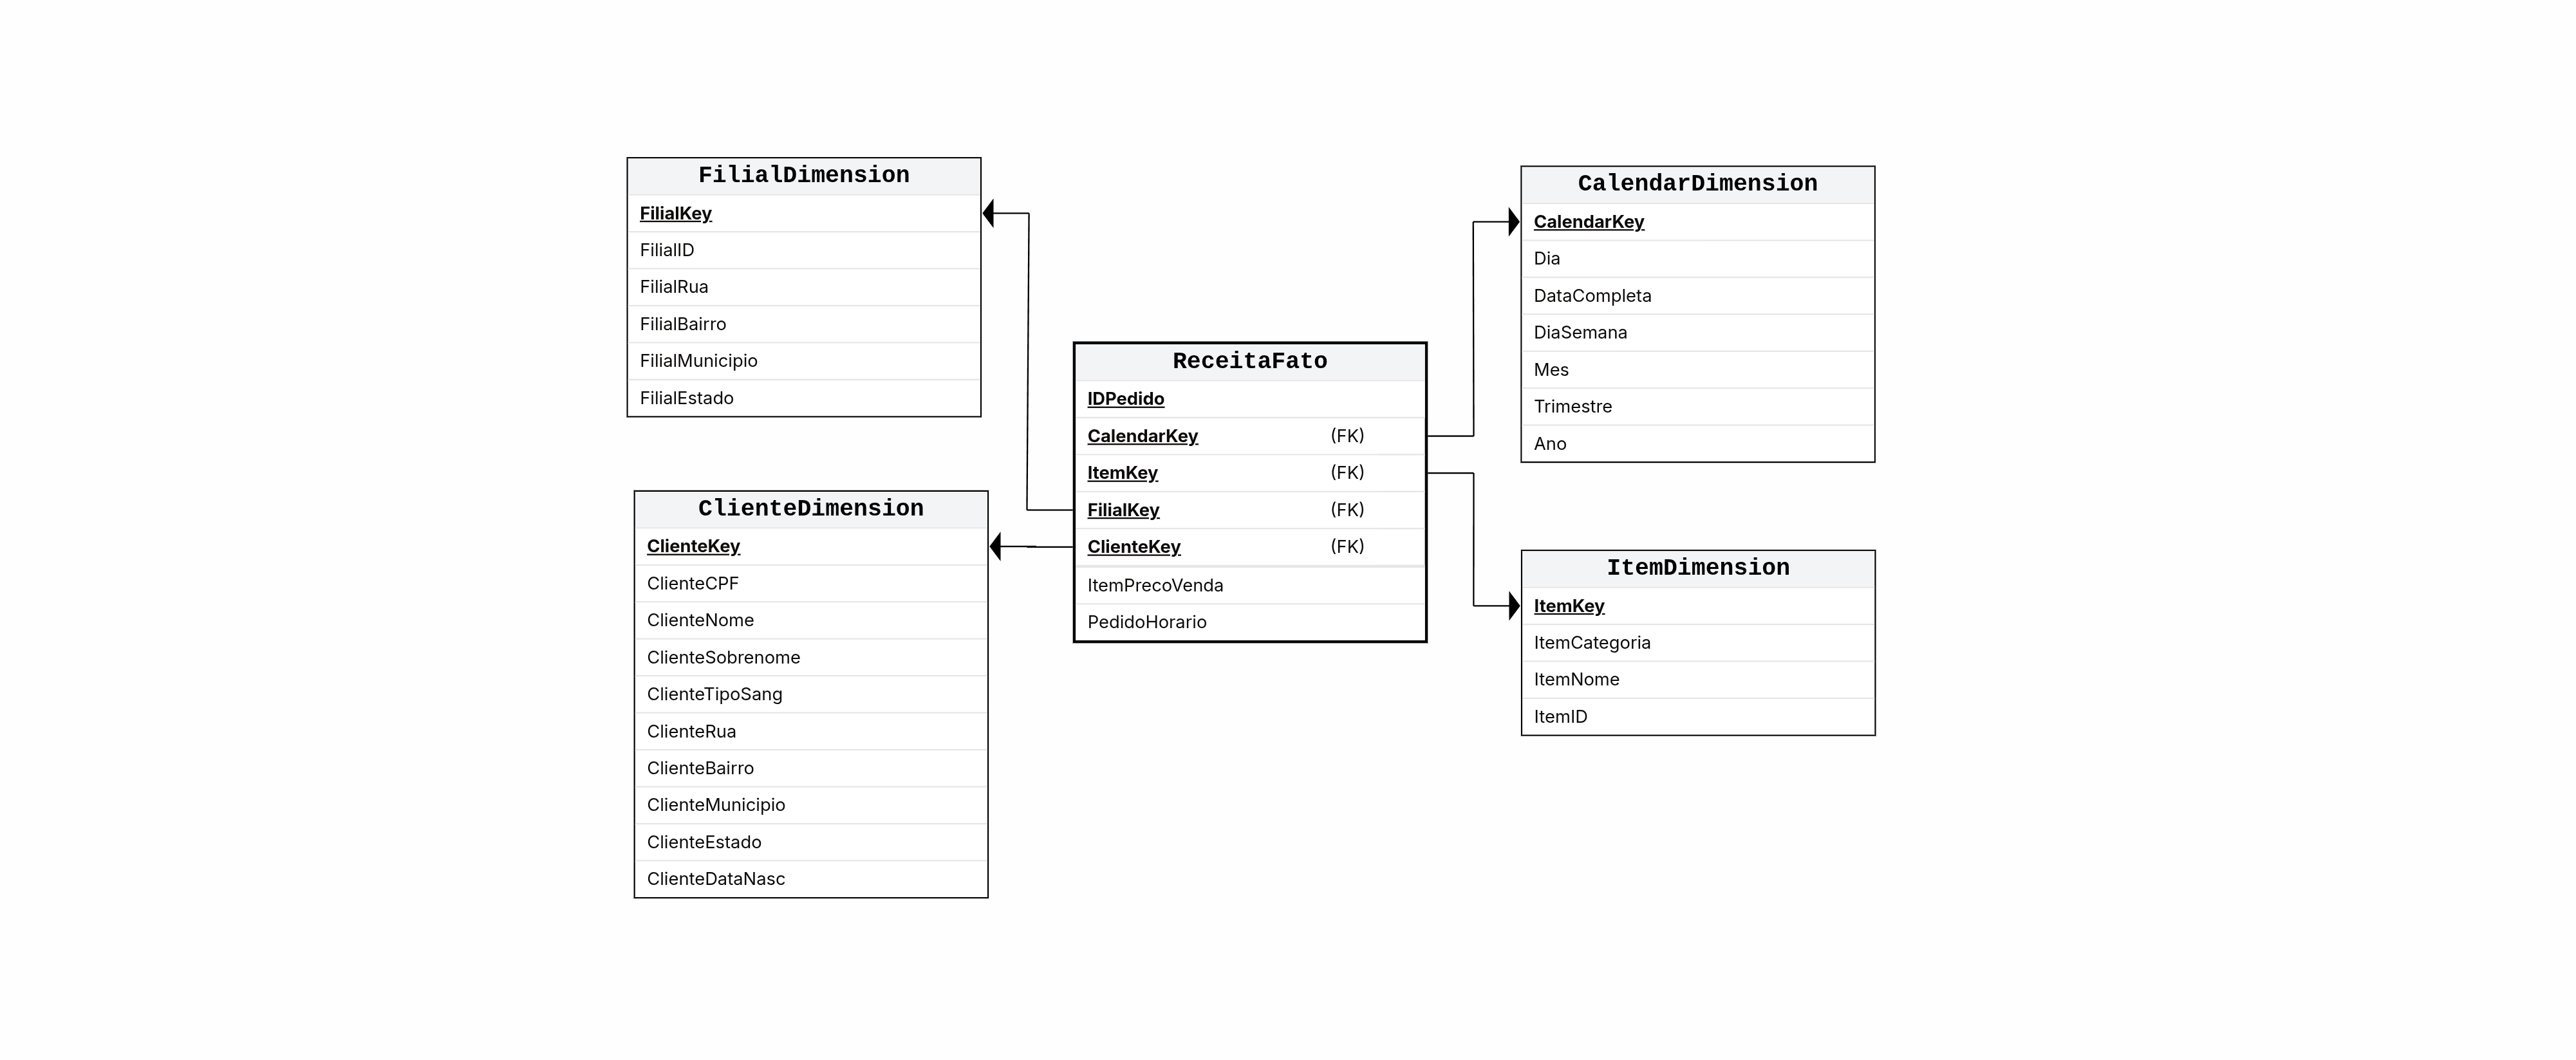 FilialDimension
FilialKey
FilialID
FilialRua
FilialBairro
FilialMunicipio
FilialEstado
ClienteDimension
ClienteKey
ClienteCPF
ClienteNome
ClienteSobrenome
ClienteTipoSang
ClienteRua
ClienteBairro
ClienteMunicipio
ClienteEstado
ClienteDataNasc
ReceitaFato
IDPedido
CalendarKey (FK)
ItemKey (FK)
FilialKey (FK)
ClienteKey (FK)
ItemPrecoVenda
PedidoHorario
CalendarDimension
CalendarKey
Dia
DataCompleta
DiaSemana
Mes
Trimestre
Ano
ItemDimension
ItemKey
ItemCategoria
ItemNome
ItemID